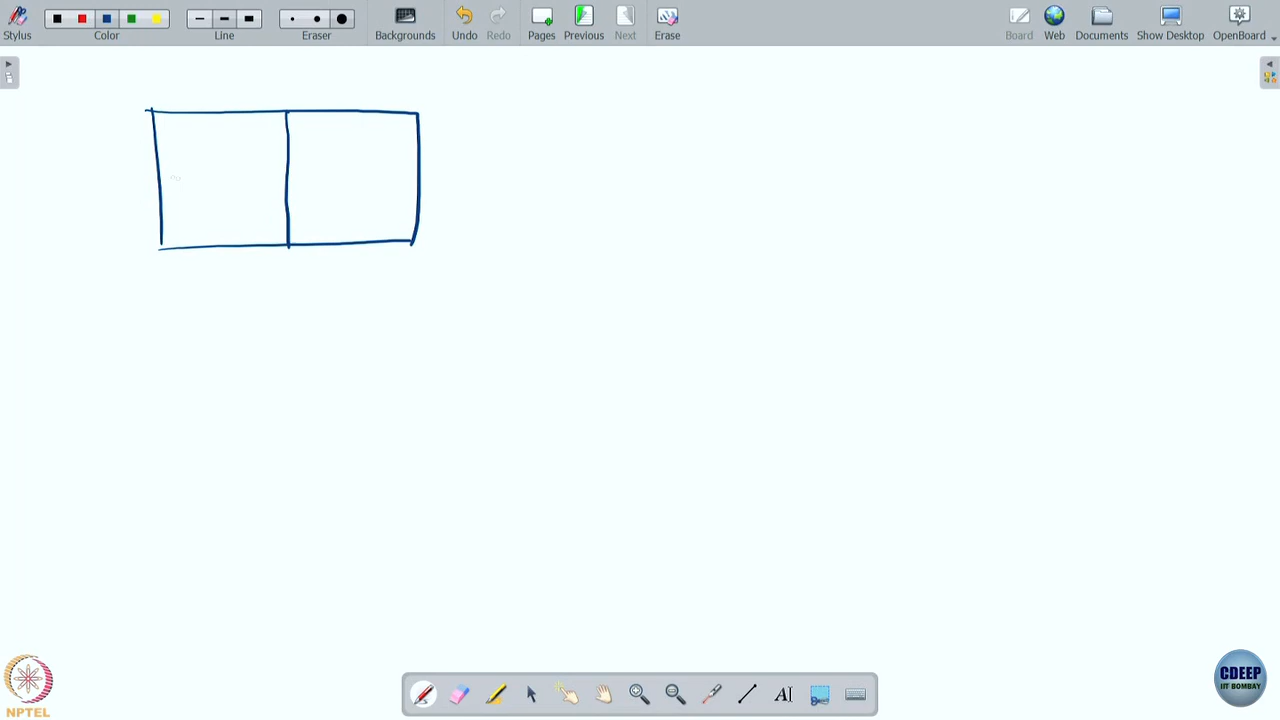 Stylus
Color
Line
Eraser
Backgrounds
Undo
Redo
Pages
Previous
Next
Erase
Board
Web
Documents
Show Desktop
OpenBoard
A
NPTEL
CDEEP
IIT BOMBAY